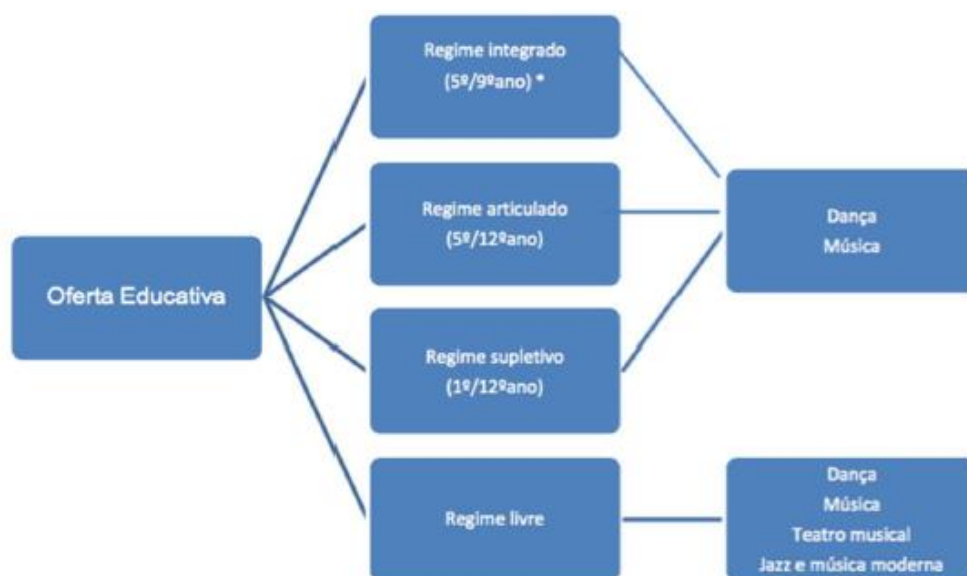 Oferta Educativa
Regime integrado
(5º/9ºano) *
Regime articulado
(5º/12ºano)
Regime supletivo
(1º/12ºano)
Regime livre
Dança
Música
Dança
Música
Teatro musical
Jazz e música moderna